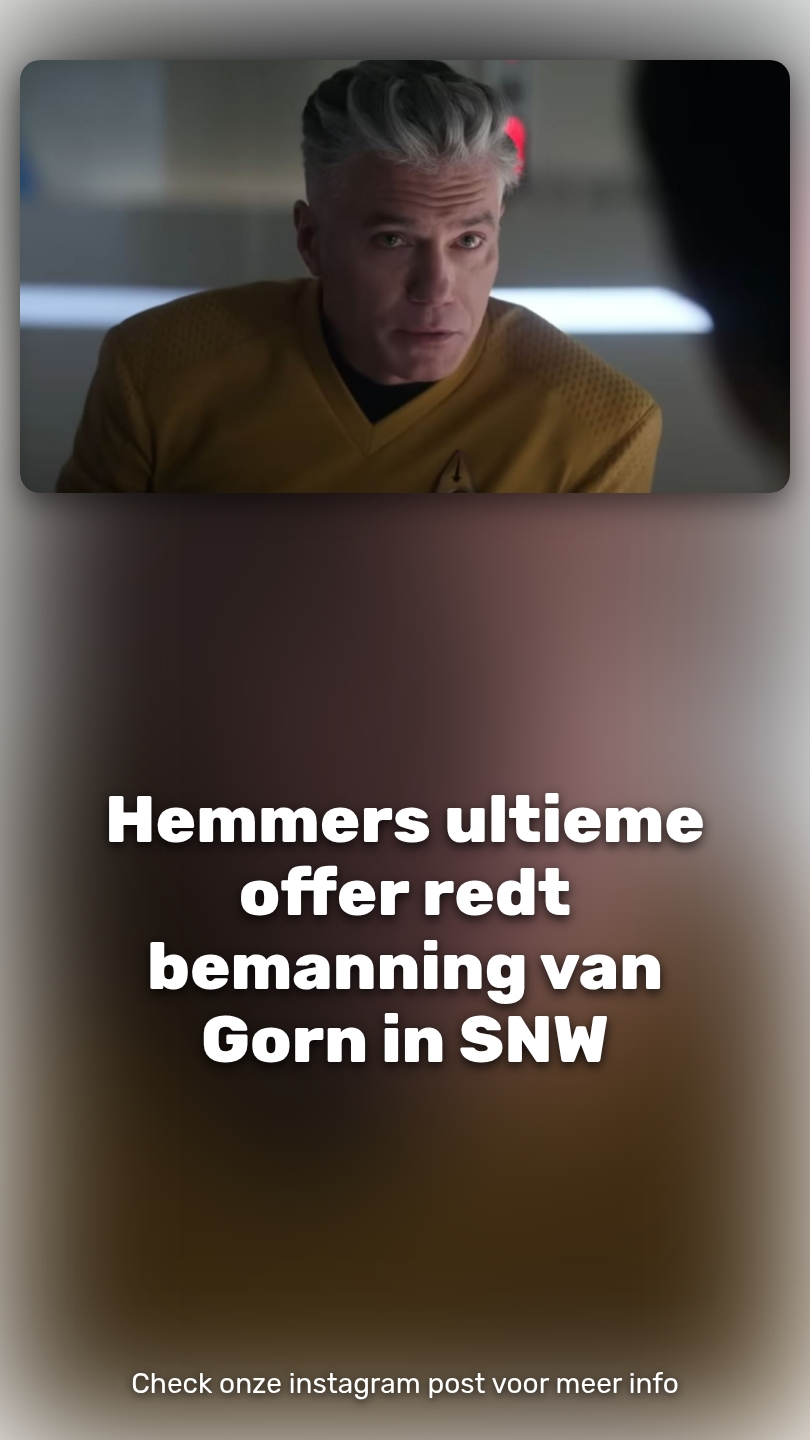 Hemmers ultieme
offer redt
bemanning van
Gorn in SNW
Check onze instagram post voor meer info